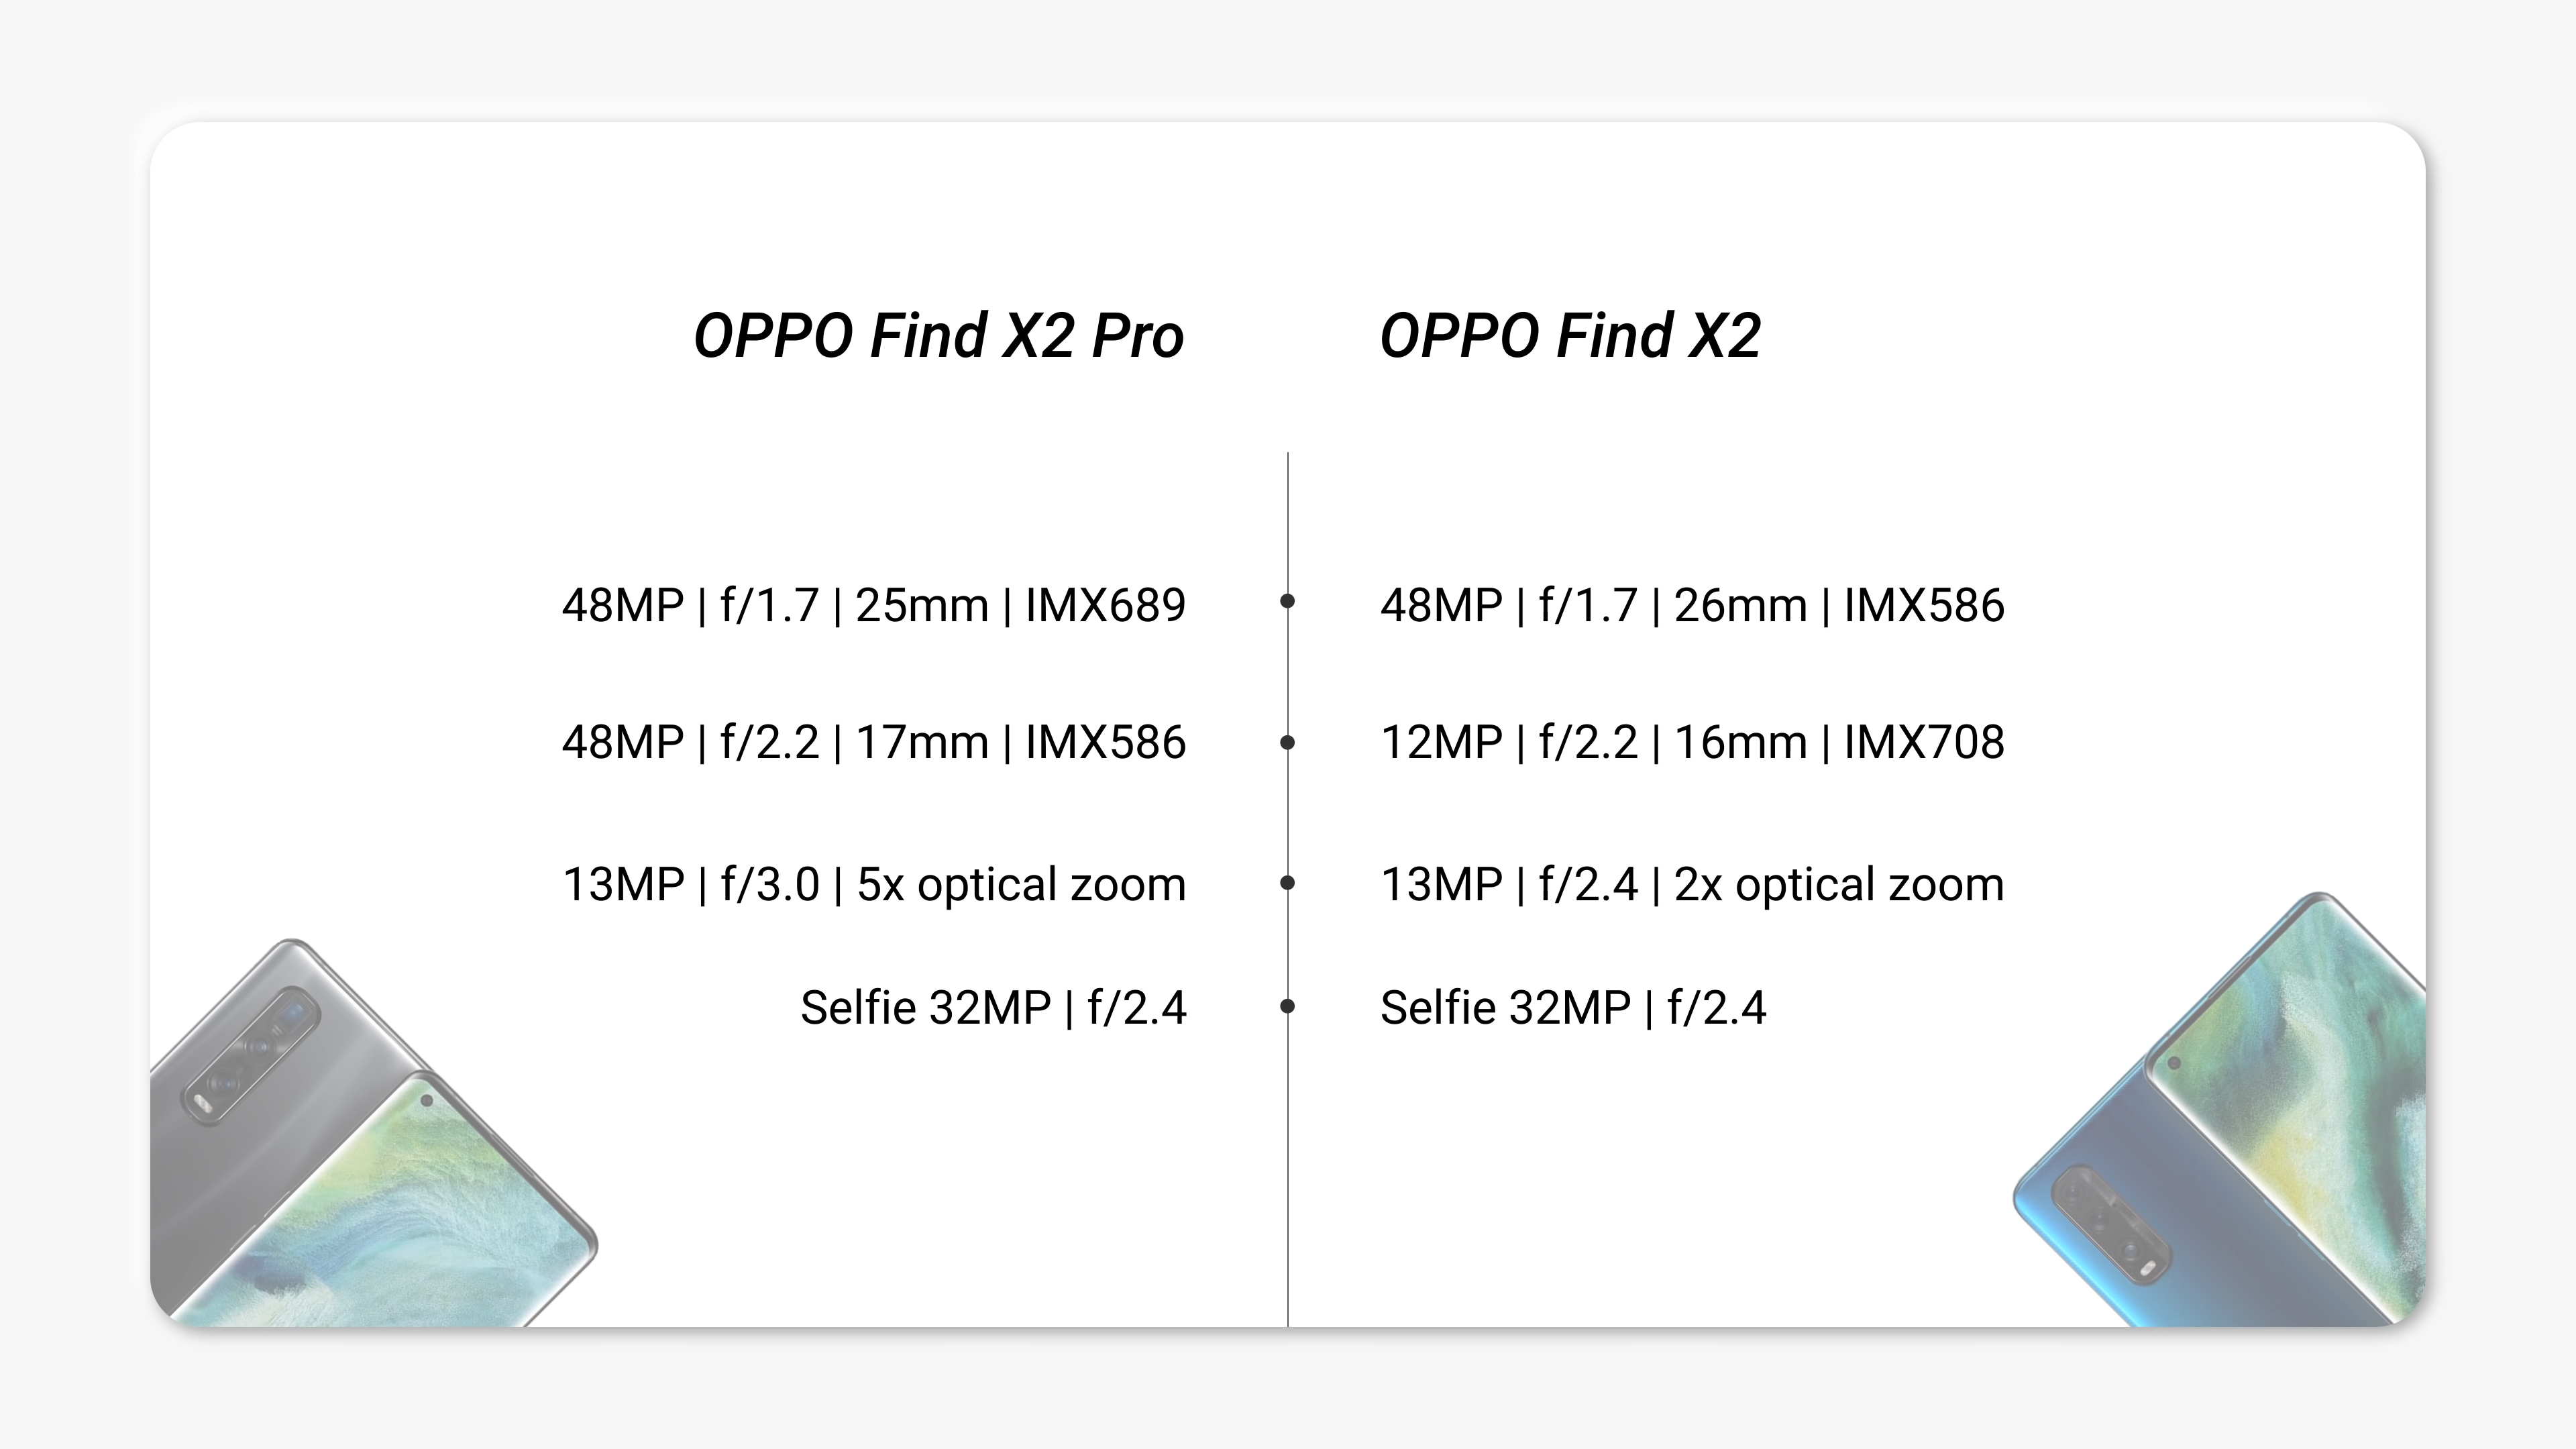 OPPO Find X2 Pro
OPPO Find X2
48MP | f/1.7 | 25mm | IMX689
48MP | f/1.7 | 26mm | IMX586
48MP | f/2.2 | 17mm | IMX586
12MP | f/2.2 | 16mm | IMX708
13MP | f/3.0 | 5x optical zoom
13MP | f/2.4 | 2x optical zoom
Selfie 32MP | f/2.4
Selfie 32MP | f/2.4